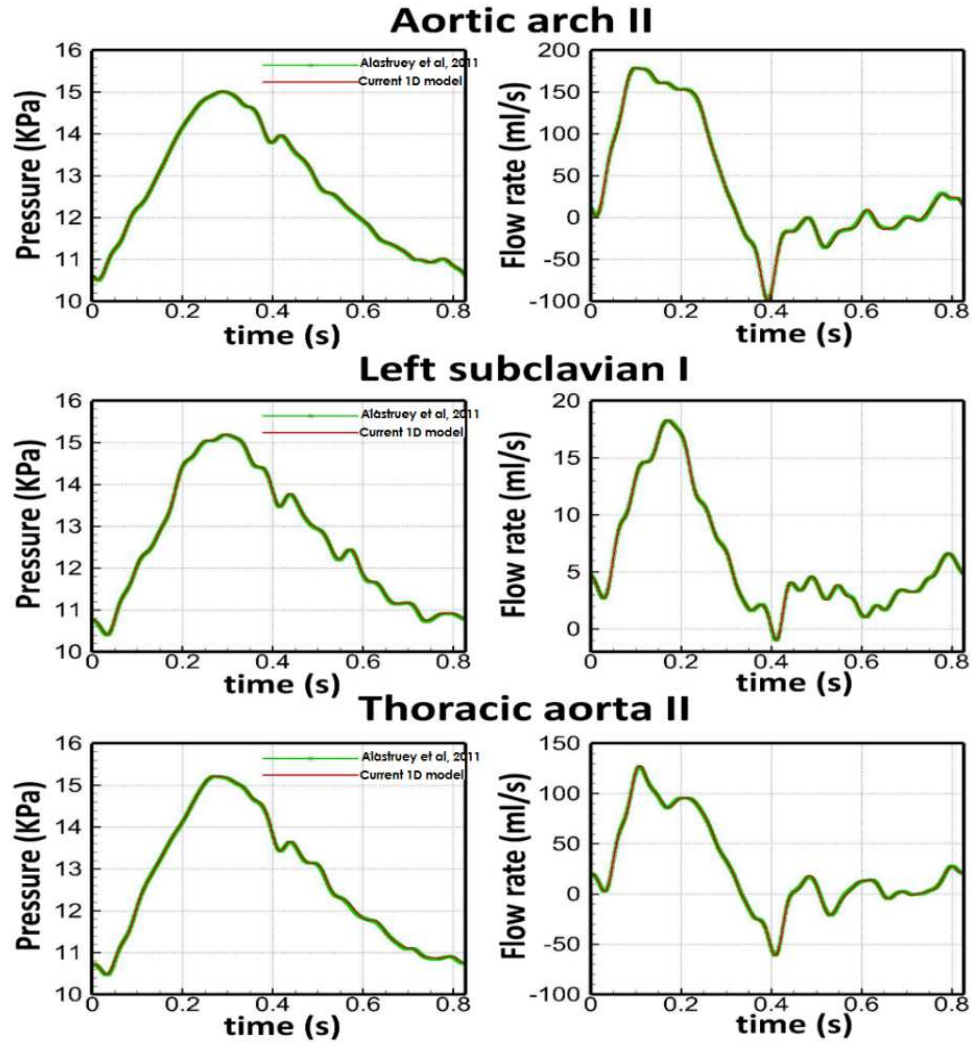 Aortic arch II
Pressure (KPa)
16
15
14
13
12
11
10
Alastruey et al, 2011
Current 1D model
0 0.2 0.4 0.6 0.8
time (s)
Flow rate (ml/s)
200
150
100
50
0
-50
-100
0 0.2 0.4 0.6 0.8
time (s)
Left subclavian I
Pressure (KPa)
16
15
14
13
12
11
10
Alastruey et al, 2011
Current 1D model
0 0.2 0.4 0.6 0.8
time (s)
Flow rate (ml/s)
20
15
10
5
0
0 0.2 0.4 0.6 0.8
time (s)
Thoracic aorta II
Pressure (KPa)
16
15
14
13
12
11
10
Alastruey et al, 2011
Current 1D model
0 0.2 0.4 0.6 0.8
time (s)
Flow rate (ml/s)
150
100
50
0
-50
-100
0 0.2 0.4 0.6 0.8
time (s)